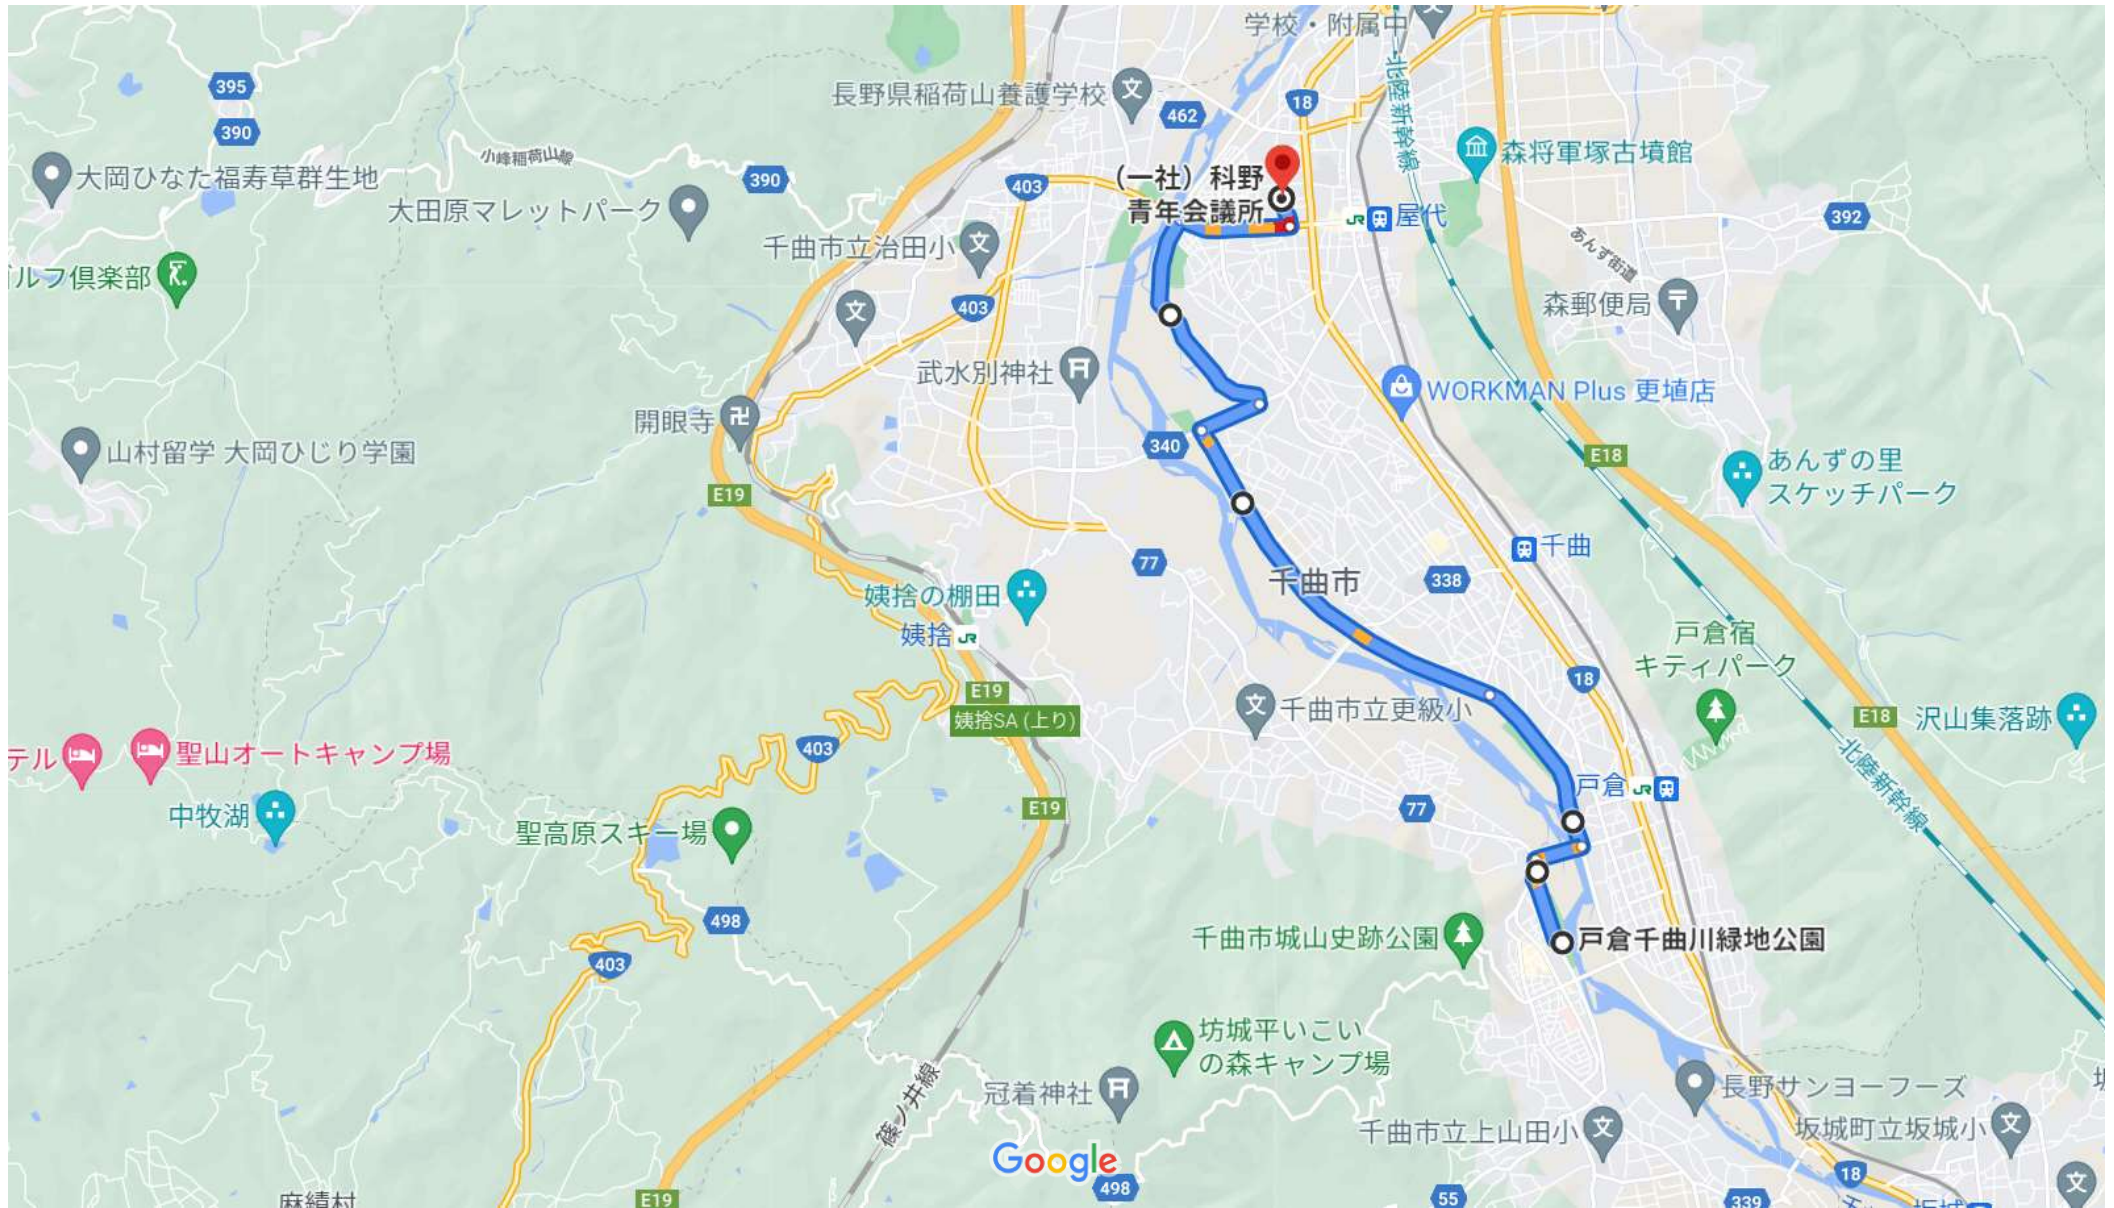 学校・附属中
395
長野県稲荷山養護学校
18
北陸新幹線
462
390
小峰稲荷山線
森将軍塚古墳館
大岡ひなた福寿草群生地
390
403
（一社）科野
青年会議所
大田原マレットパーク
JR
屋代
392
千曲市立治田小
あんず街道
ゴルフ倶楽部
森郵便局
403
武水別神社
WORKMAN Plus 更埴店
開眼寺
340
山村留学 大岡ひじり学園
E18
あんずの里
スケッチパーク
E19
千曲
77
千曲市
338
姨捨の棚田
姨捨
JR
戸倉宿
キティパーク
18
E19
姨捨SA (上り)
千曲市立更級小
E18
沢山集落跡
403
テル
聖山オートキャンプ場
北陸新幹線
戸倉
JR
中牧湖
E19
77
聖高原スキー場
498
千曲市城山史跡公園
戸倉千曲川緑地公園
403
坊城平いこい
の森キャンプ場
冠着神社
長野サンヨーフーズ
篠ノ井線
千曲市立上山田小
坂城町立坂城小
Google
498
18
麻績村
E19
55
339
坂城